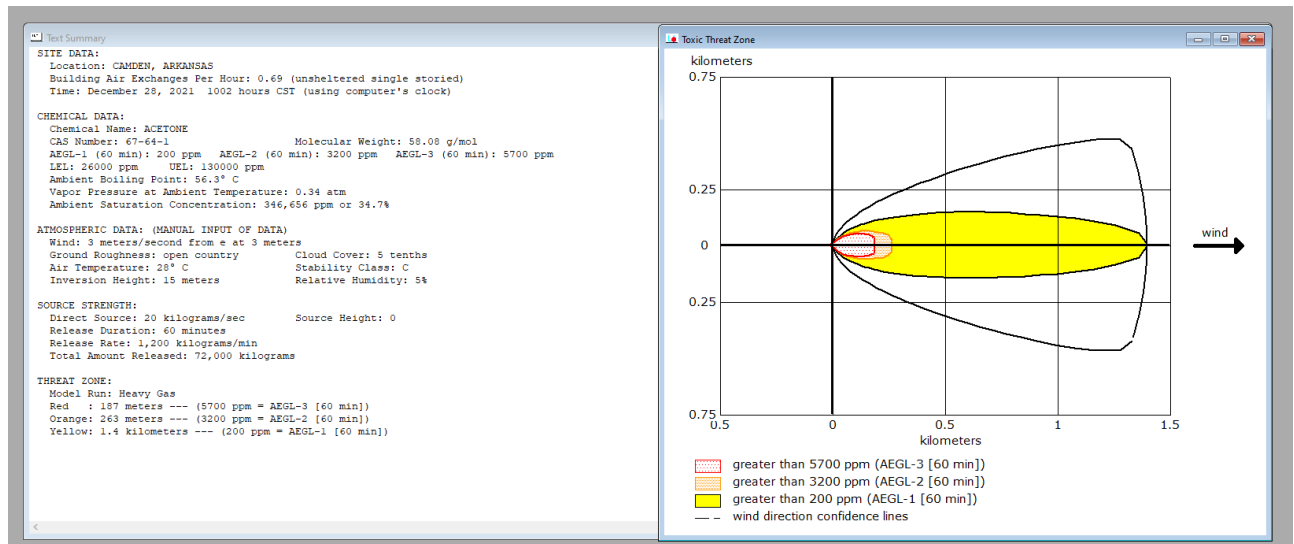 Text Summary
SITE DATA:
Location: CAMDEN, ARKANSAS
Building Air Exchanges Per Hour: 0.69 (unsheltered single storied)
Time: December 28, 2021 1002 hours CST (using computer's clock)
CHEMICAL DATA:
Chemical Name: ACETONE
CAS Number: 67-64-1 Molecular Weight: 58.08 g/mol
AEGL-1 (60 min): 200 ppm AEGL-2 (60 min): 3200 ppm AEGL-3 (60 min): 5700 ppm
LEL: 26000 ppm UEL: 130000 ppm
Ambient Boiling Point: 56.3° C
Vapor Pressure at Ambient Temperature: 0.34 atm
Ambient Saturation Concentration: 346,656 ppm or 34.7%
ATMOSPHERIC DATA: (MANUAL INPUT OF DATA)
Wind: 3 meters/second from e at 3 meters
Ground Roughness: open country Cloud Cover: 5 tenths
Air Temperature: 28° C Stability Class: C
Inversion Height: 15 meters Relative Humidity: 5%
SOURCE STRENGTH:
Direct Source: 20 kilograms/sec Source Height: 0
Release Duration: 60 minutes
Release Rate: 1,200 kilograms/min
Total Amount Released: 72,000 kilograms
THREAT ZONE:
Model Run: Heavy Gas
Red : 187 meters --- (5700 ppm = AEGL-3 [60 min])
Orange: 263 meters --- (3200 ppm = AEGL-2 [60 min])
Yellow: 1.4 kilometers --- (200 ppm = AEGL-1 [60 min])
Toxic Threat Zone
kilometers
0.75
0.25
0
0.25
0.75
wind
0.5 0 0.5 1 1.5
kilometers
greater than 5700 ppm (AEGL-3 [60 min])
greater than 3200 ppm (AEGL-2 [60 min])
greater than 200 ppm (AEGL-1 [60 min])
wind direction confidence lines